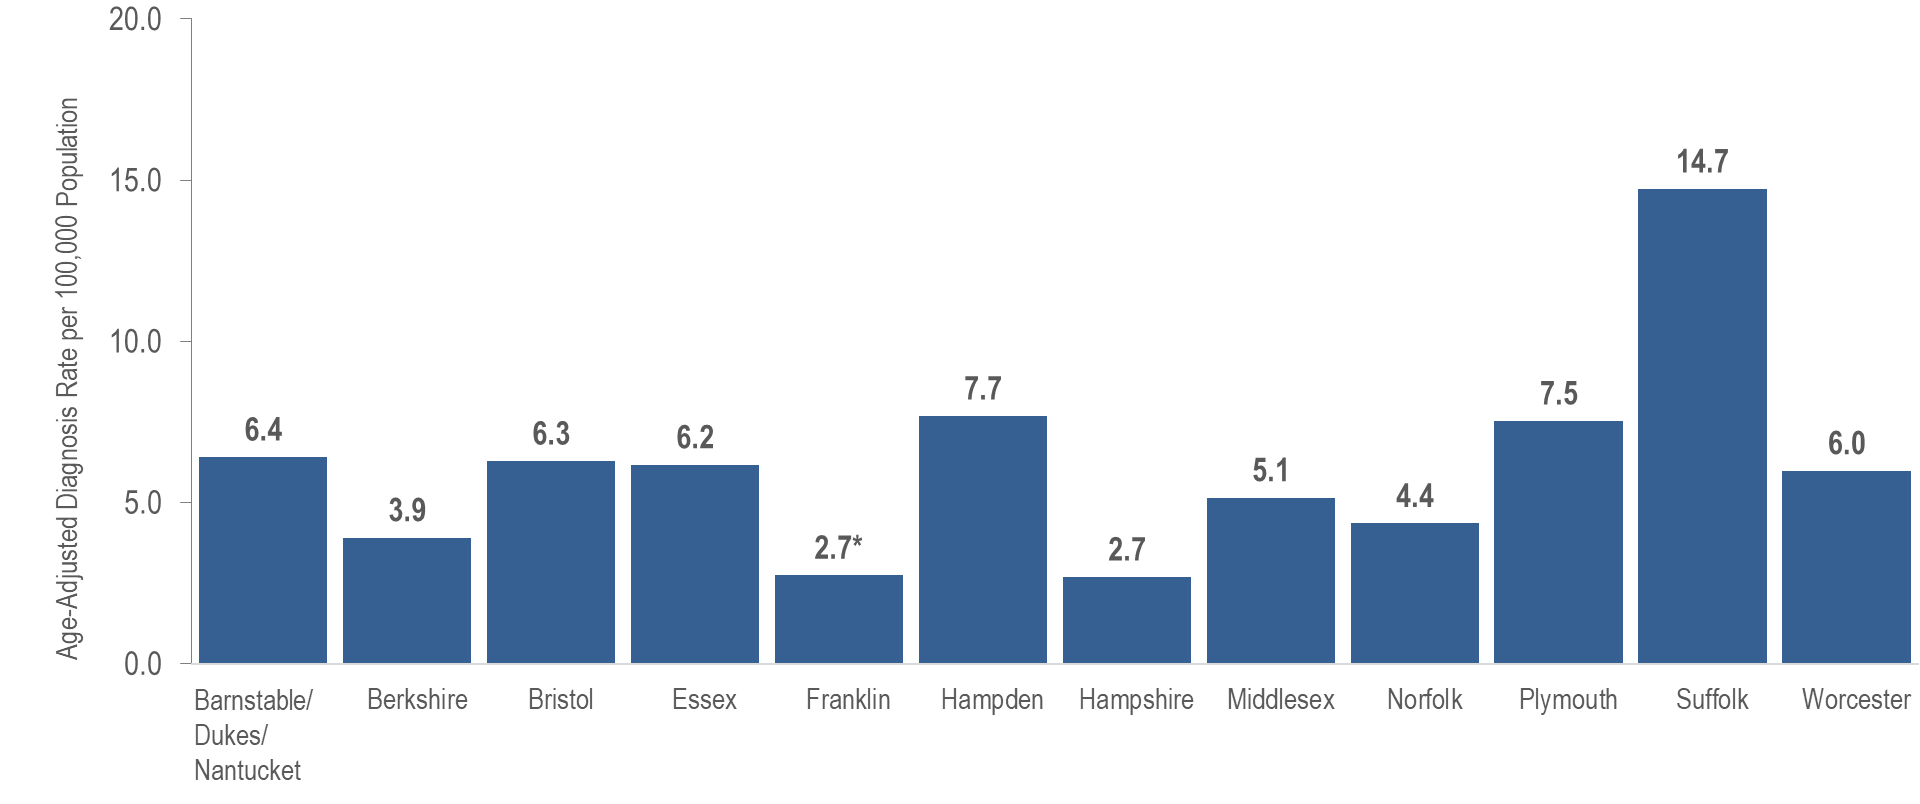 Age-Adjusted Diagnosis Rate per 100,000 Population
20.0
15.0
10.0
5.0
0.0
6.4
3.9
6.3
6.2
2.7*
7.7
2.7
5.1
4.4
7.5
14.7
6.0
Barnstable/
Dukes/
Nantucket
Berkshire
Bristol
Essex
Franklin
Hampden
Hampshire
Middlesex
Norfolk
Plymouth
Suffolk
Worcester